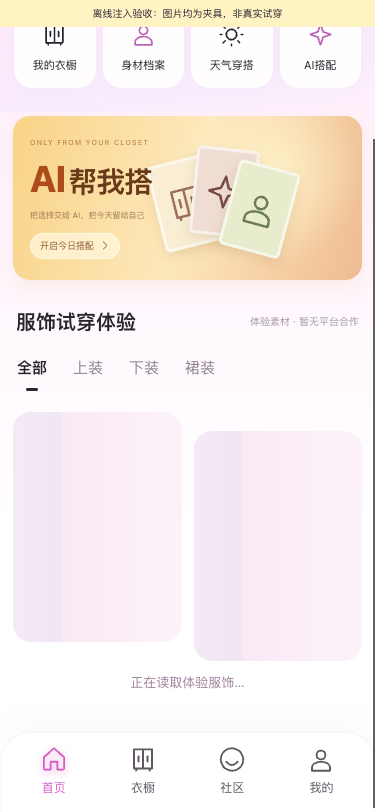 离线注入验收：图片均为夹具，非真实试穿
我的衣橱
身材档案
天气穿搭
AI搭配
ONLY FROM YOUR CLOSET
AI帮我搭
把选择交给 AI，把今天留给自己
开启今日搭配
服饰试穿体验
体验素材 · 暂无平台合作
全部
上装
下装
裙装
正在读取体验服饰...
首页
衣橱
社区
我的